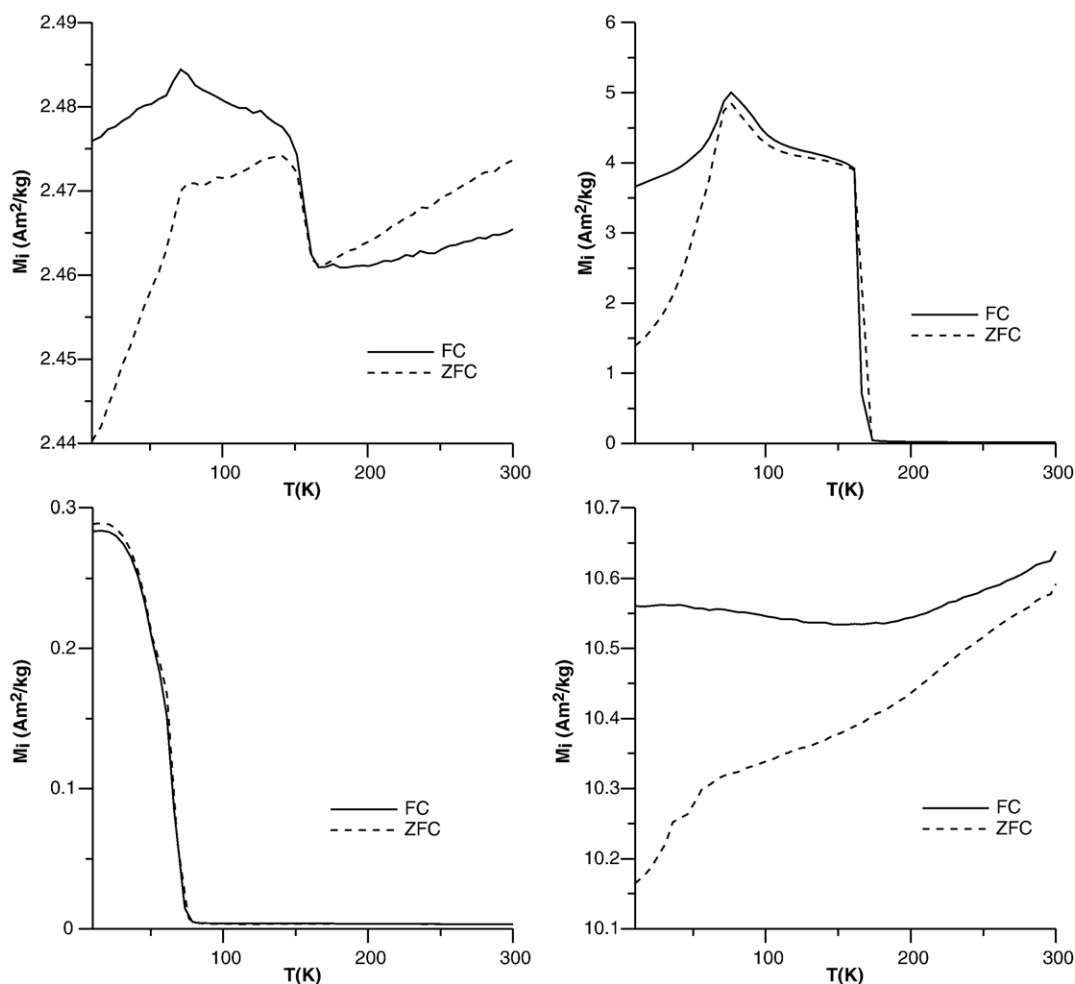 2.49
2.48
2.47
2.46
2.45
2.44
Mi (Am²/kg)
FC
ZFC
100
200
300
T(K)
6
5
4
3
2
1
0
Mi (Am²/kg)
FC
ZFC
100
200
300
T(K)
0.3
0.2
0.1
0
Mi (Am²/kg)
FC
ZFC
100
200
300
T(K)
10.7
10.6
10.5
10.4
10.3
10.2
10.1
Mi (Am²/kg)
FC
ZFC
100
200
300
T(K)